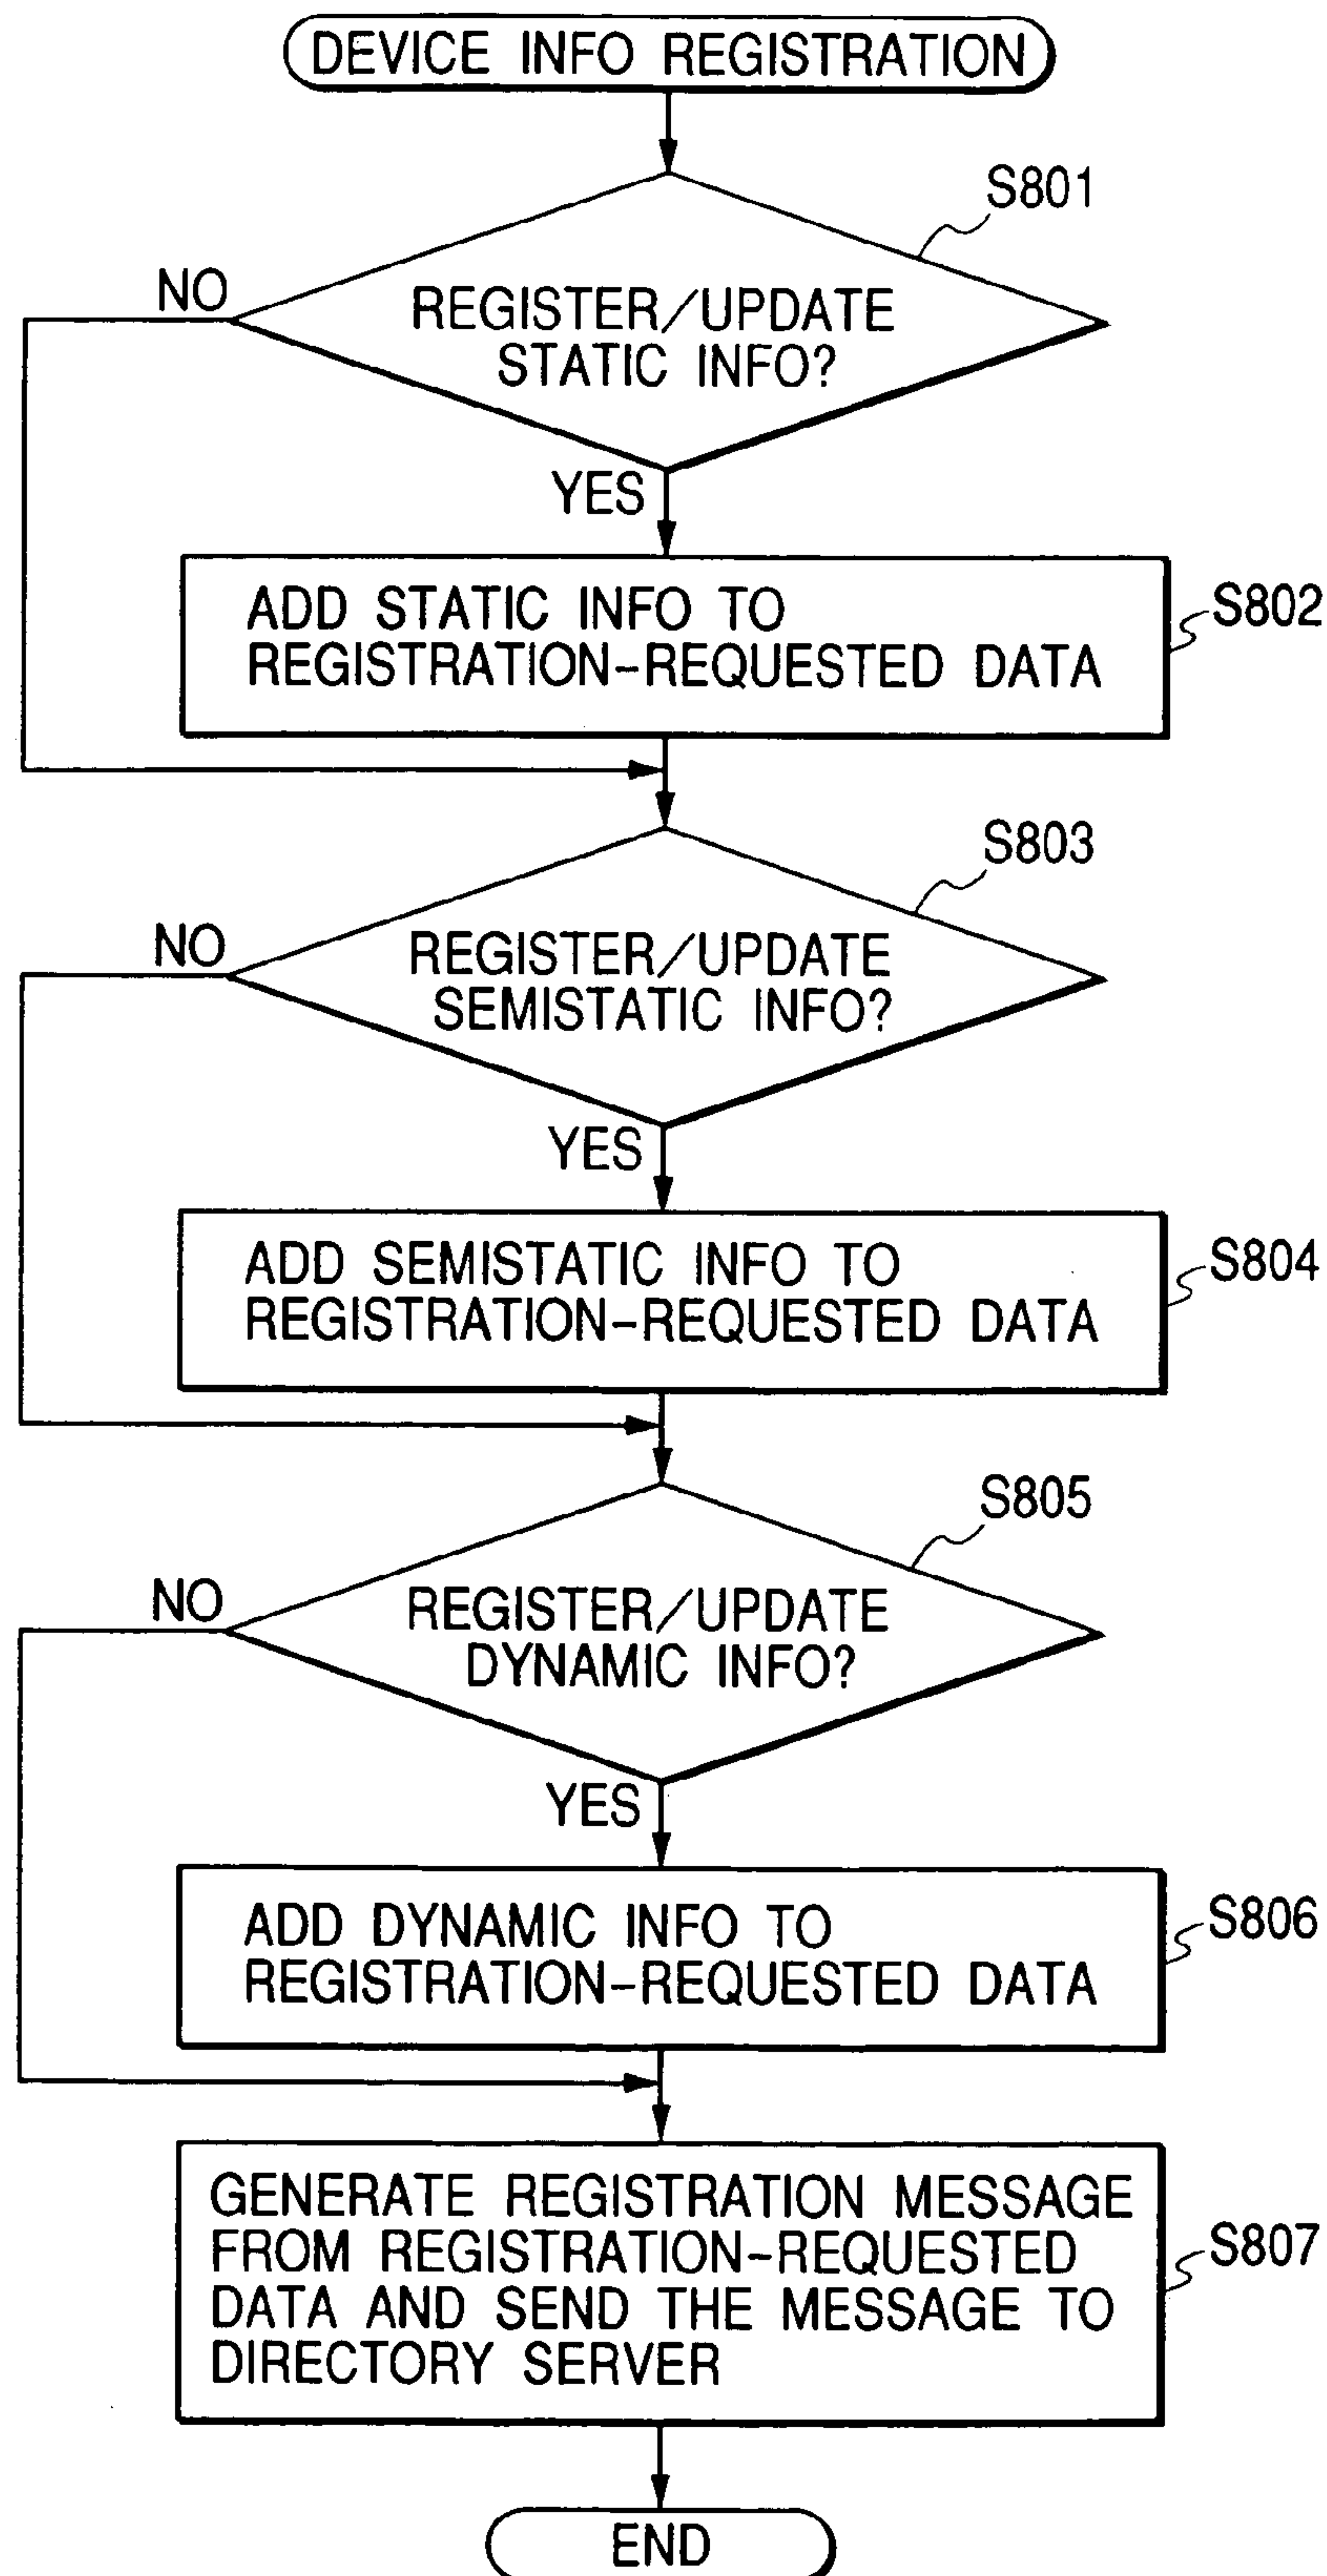 DEVICE INFO REGISTRATION
S801
NO
REGISTER/UPDATE
STATIC INFO?
YES
ADD STATIC INFO TO
REGISTRATION-REQUESTED DATA
S802
S803
NO
REGISTER/UPDATE
SEMISTATIC INFO?
YES
ADD SEMISTATIC INFO TO
REGISTRATION-REQUESTED DATA
S804
S805
NO
REGISTER/UPDATE
DYNAMIC INFO?
YES
ADD DYNAMIC INFO TO
REGISTRATION-REQUESTED DATA
S806
GENERATE REGISTRATION MESSAGE
FROM REGISTRATION-REQUESTED
DATA AND SEND THE MESSAGE TO
DIRECTORY SERVER
S807
END